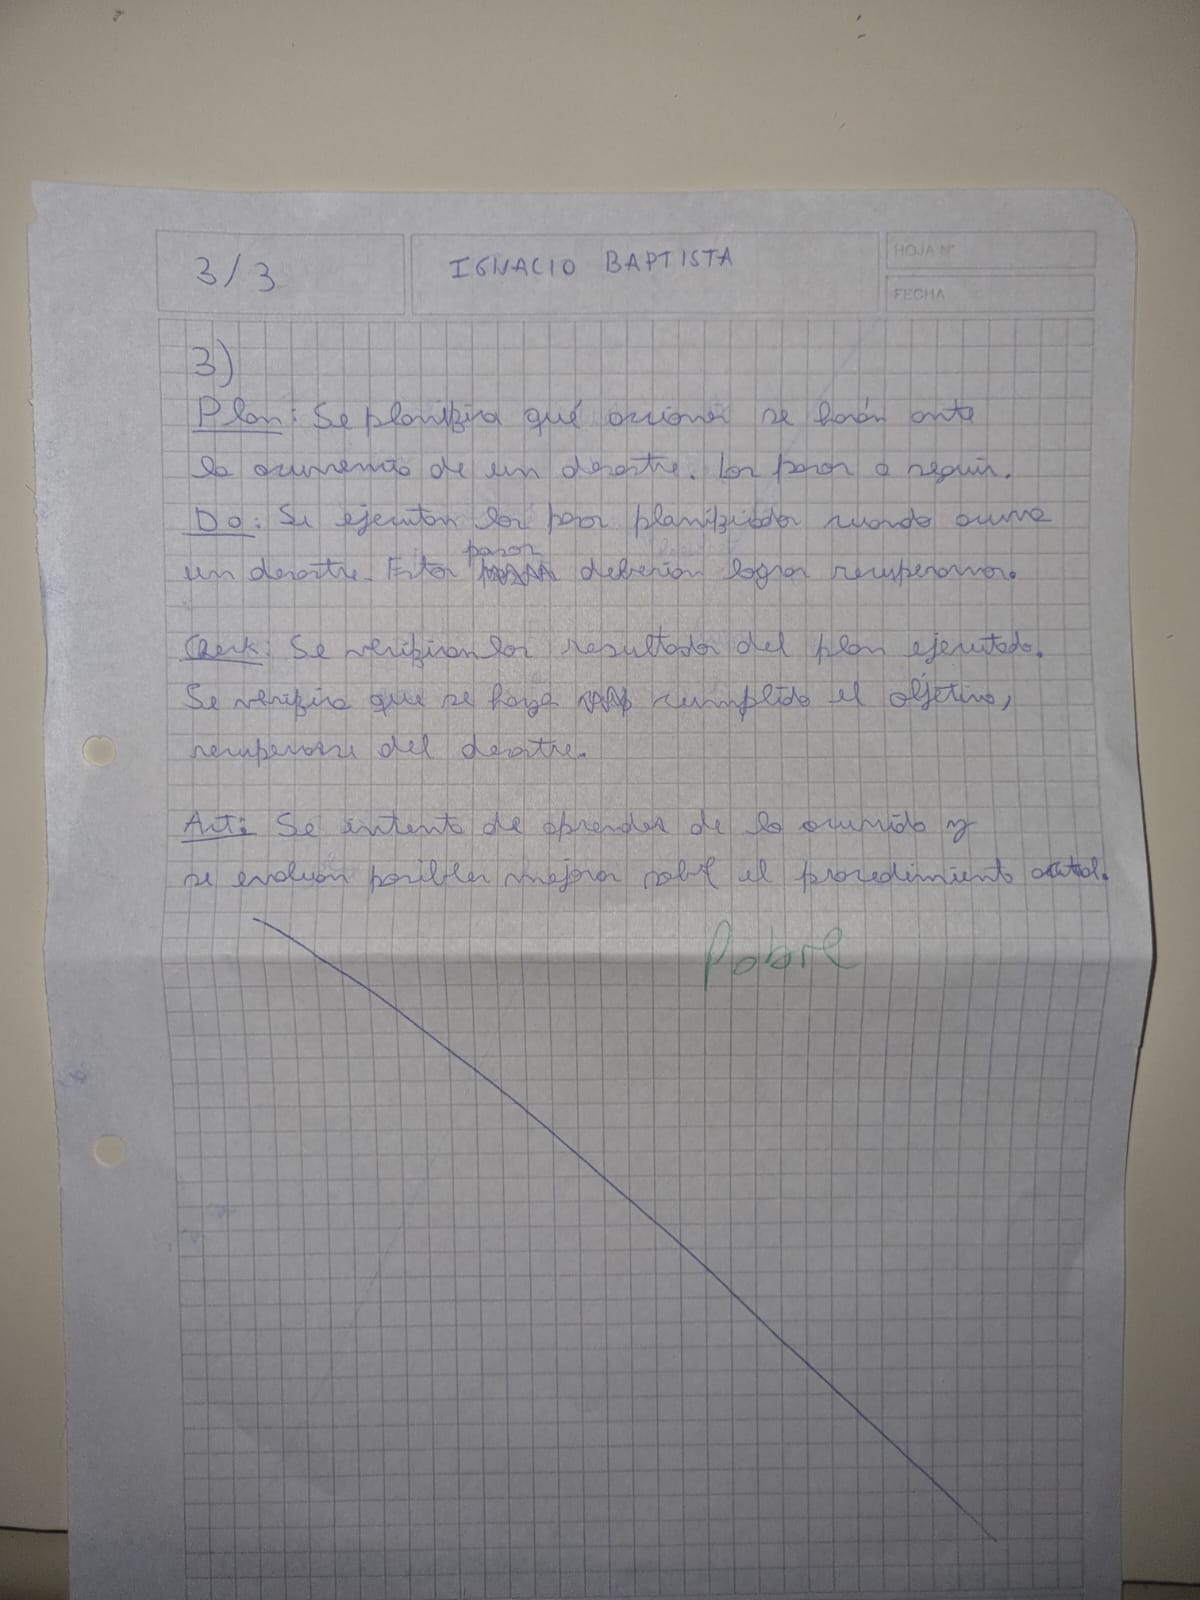 3/3
IGNACIO BAPTISTA
HOJA N°
FECHA
3)
Plan: Se planifica qué acciones se harán ante
la ocurrencia de un desastre. Los pasos a seguir.
Do: Se ejecutan los pasos planificados cuando ocurre
un desastre. Estos pasos deberían lograr recuperarnos.
Check: Se verifican los resultados del plan ejecutado.
Se verifica que se haya cumplido el objetivo,
recuperarse del desastre.
Act: Se intenta de aprender de lo ocurrido y
se evalúan posibles mejoras sobre el procedimiento actual.
Pobre